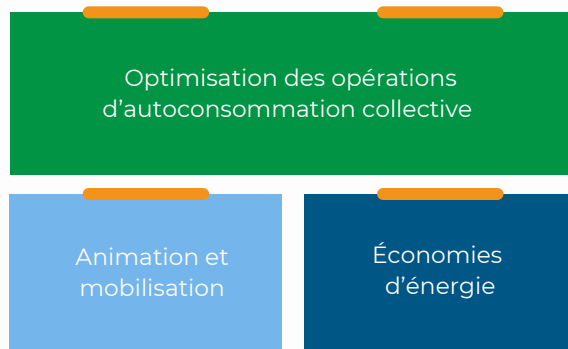 Optimisation des opérations
d’autoconsommation collective
Animation et
mobilisation
Économies
d’énergie